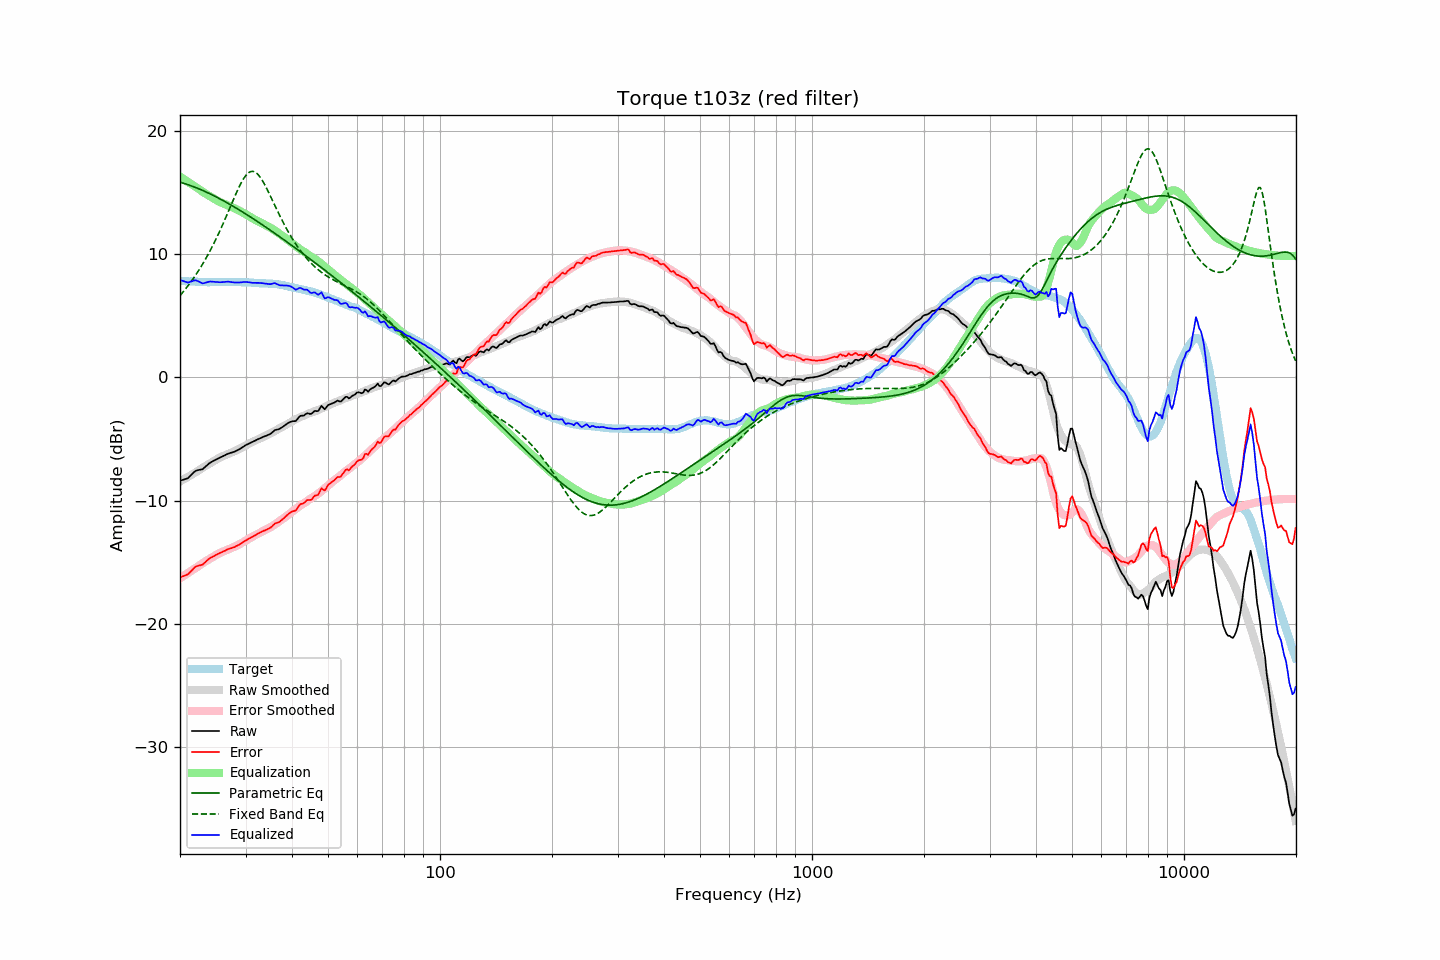 Torque t103z (red filter)
20
10
0
−10
−20
−30
Amplitude (dBr)
Target
Raw Smoothed
Error Smoothed
Raw
Error
Equalization
Parametric Eq
Fixed Band Eq
Equalized
100
1000
10000
Frequency (Hz)